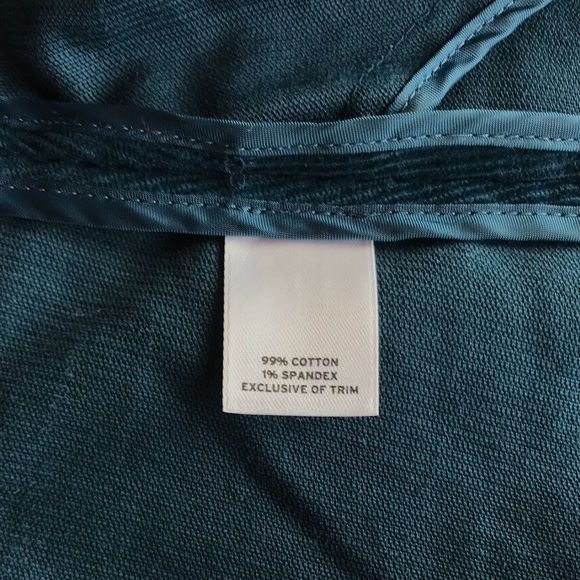 99% COTTON
1% SPANDEX
EXCLUSIVE OF TRIM